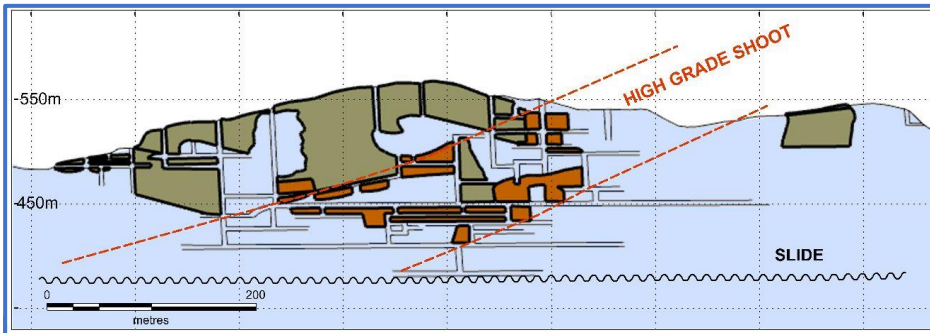 HIGH GRADE SHOOT
550m
450m
SLIDE
0 200
metres